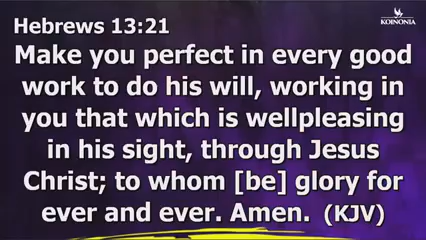 KOINONIA
Hebrews 13:21
Make you perfect in every good
work to do his will, working in
you that which is wellpleasing
in his sight, through Jesus
Christ; to whom [be] glory for
ever and ever. Amen. (KJV)